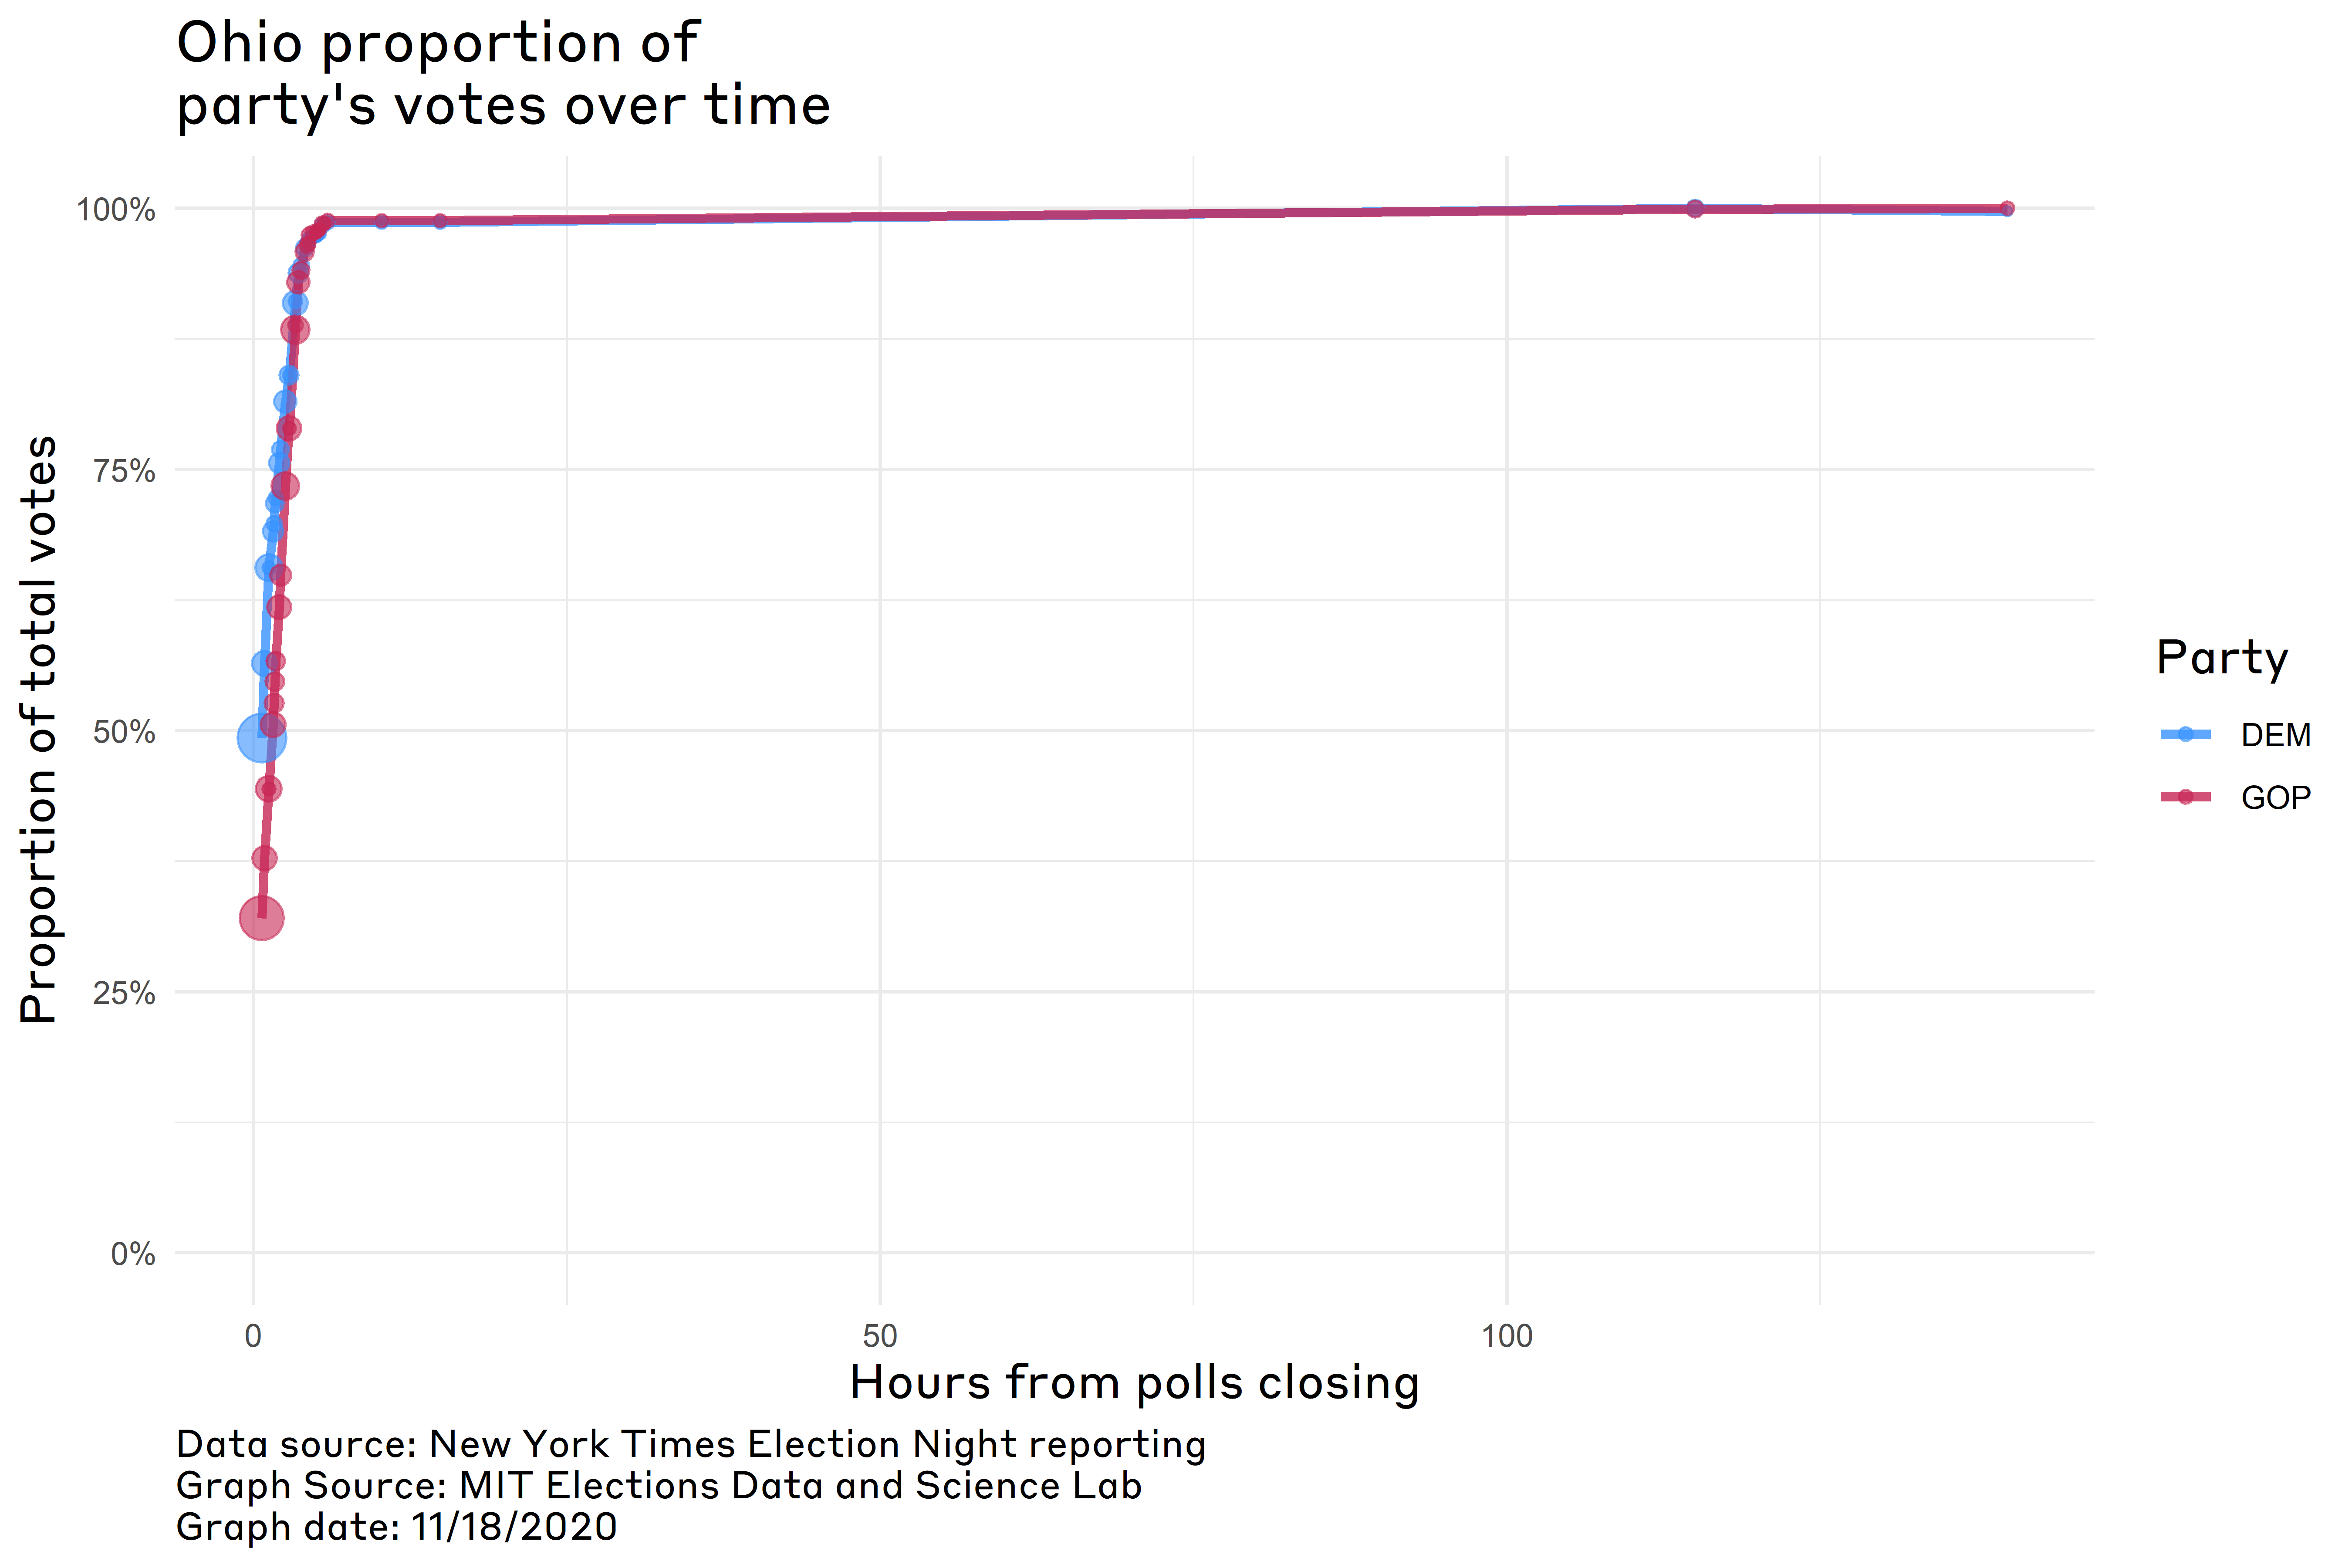 Ohio proportion of
party's votes over time
Proportion of total votes
100%
75%
50%
25%
0%
0
50
100
Hours from polls closing
Party
DEM
GOP
Data source: New York Times Election Night reporting
Graph Source: MIT Elections Data and Science Lab
Graph date: 11/18/2020